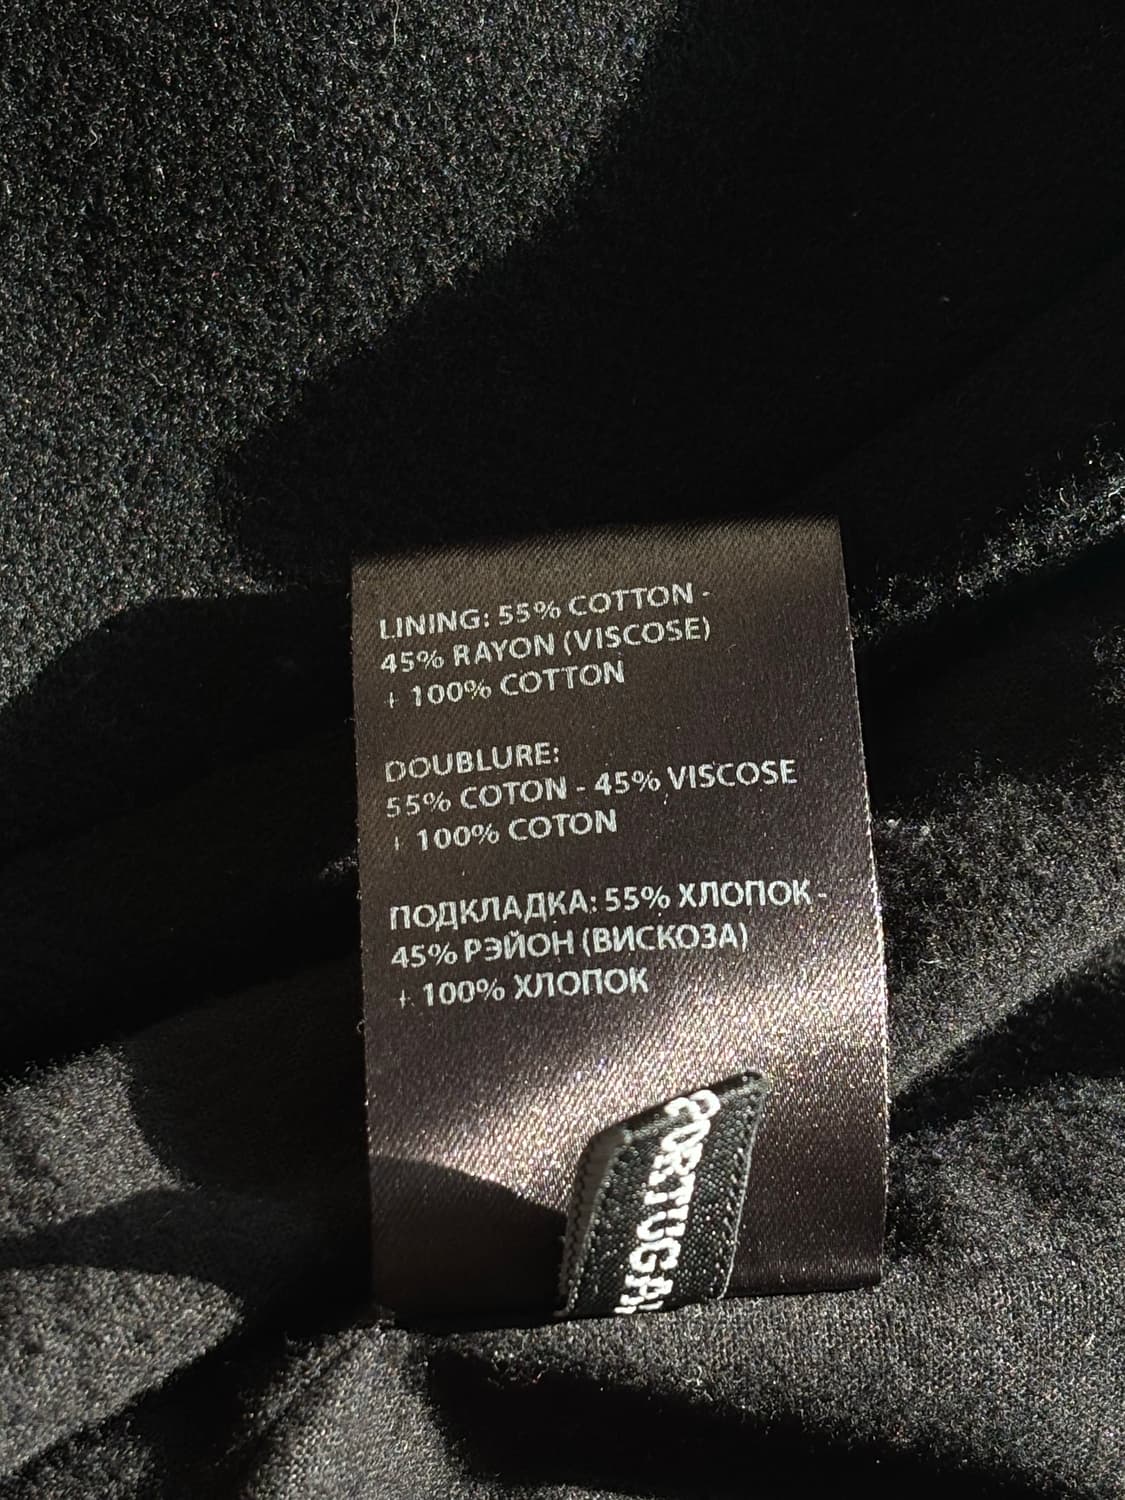 LINING: 55% COTTON -
45% RAYON (VISCOSE)
+ 100% COTTON
DOUBLURE:
55% COTON - 45% VISCOSE
+ 100% COTON
ПОДКЛАДКА: 55% ХЛОПОК -
45% РЭЙОН (ВИСКОЗА)
+ 100% ХЛОПОК
PORTUGAL